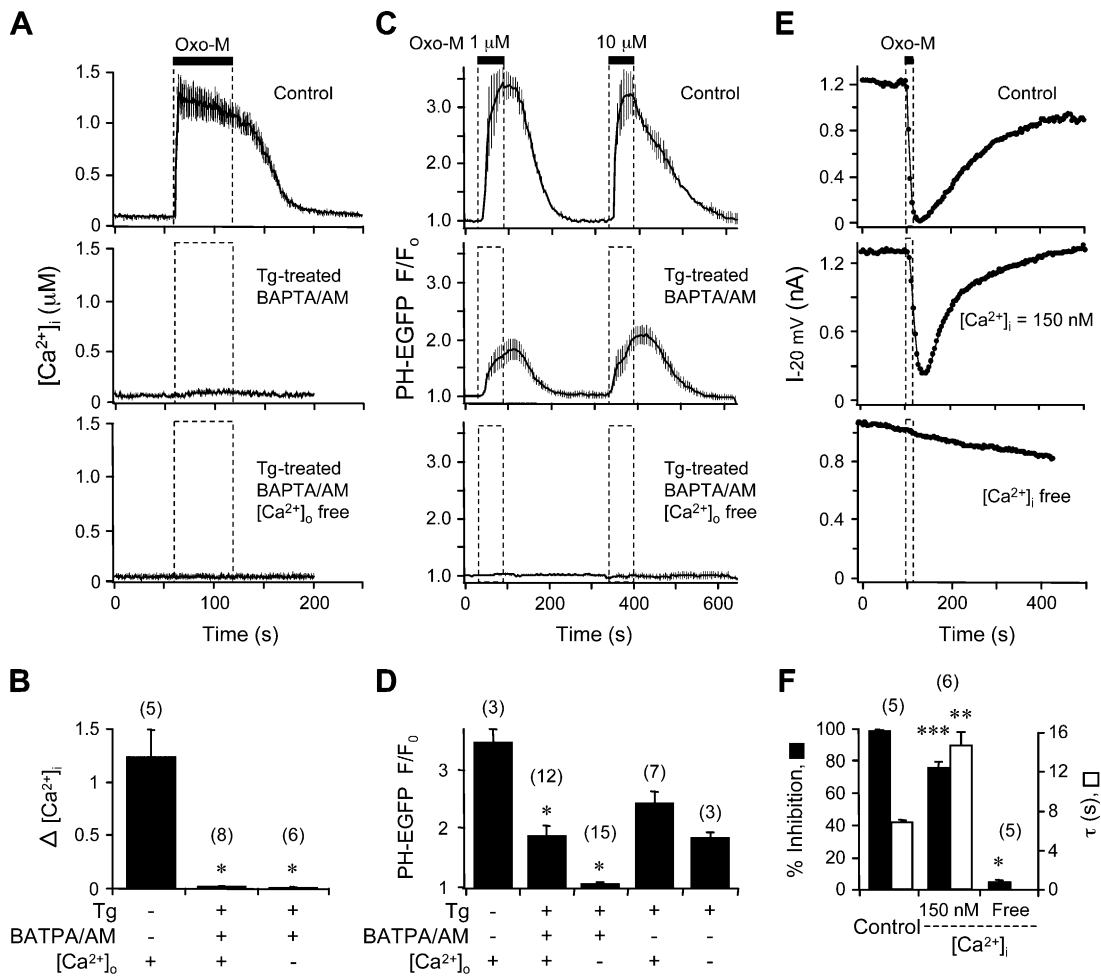 A
Oxo-M
1.5
1.0
0.5
0
Control
1.5
1.0
0.5
0
Tg-treated
BAPTA/AM
1.5
1.0
0.5
0
Tg-treated
BAPTA/AM
[Ca2+]o free
[Ca2+]i (μM)
0 100 200
Time (s)
C
Oxo-M 1 μM 10 μM
3.0
2.0
1.0
Control
3.0
2.0
1.0
Tg-treated
BAPTA/AM
3.0
2.0
1.0
Tg-treated
BAPTA/AM
[Ca2+]o free
PH-EGFP F/Fo
0 200 400 600
Time (s)
E
Oxo-M
1.2
0.8
0.4
0
Control
1.2
0.8
0.4
0
[Ca2+]i = 150 nM
0.8
0.4
0
[Ca2+]i free
I-20 mV (nA)
0 200 400
Time (s)
B
Δ [Ca2+]i
1.5
1
0.5
0
(5)
(8)
(6)
*
*
Tg - + +
BATPA/AM - + +
[Ca2+]o + + -
D
PH-EGFP F/F0
3
2
1
(3)
(12)
(15)
(7)
(3)
*
*
Tg - + + + +
BATPA/AM - + + - -
[Ca2+]o + + - + -
F
% Inhibition, ■
100
80
60
40
20
0
(5)
(6)
(5)
***
**
*
16
12
8
4
0
τ (s), □
Control
150 nM Free
[Ca2+]i